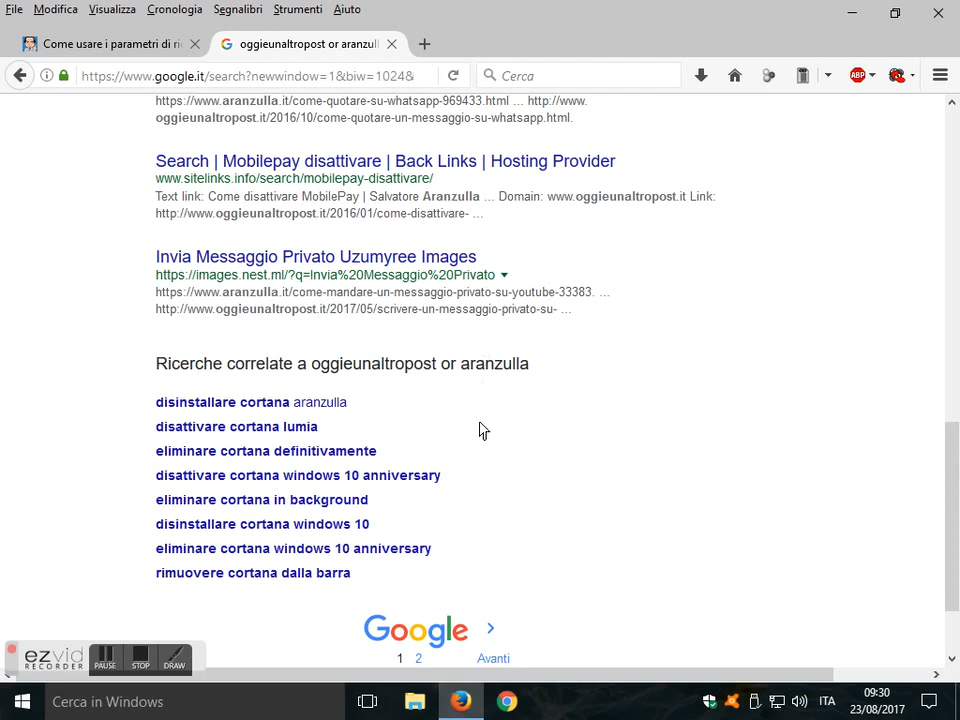 File Modifica Visualizza Cronologia Segnalibri Strumenti Aiuto
Come usare i parametri di ri
oggieunaltropost or aranzull
https://www.google.it/search?newwindow=1&biw=1024&
Cerca
ABP
https://www.aranzulla.it/come-quotare-su-whatsapp-969433.html ... http://www.
oggieunaltropost.it/2016/10/come-quotare-un-messaggio-su-whatsapp.html.
Search | Mobilepay disattivare | Back Links | Hosting Provider
www.sitelinks.info/search/mobilepay-disattivare/
Text link: Come disattivare MobilePay | Salvatore Aranzulla ... Domain: www.oggieunaltropost.it Link:
http://www.oggieunaltropost.it/2016/01/come-disattivare- ...
Invia Messaggio Privato Uzumyree Images
https://images.nest.ml/?q=Invia%20Messaggio%20Privato
https://www.aranzulla.it/come-mandare-un-messaggio-privato-su-youtube-33383. ...
http://www.oggieunaltropost.it/2017/05/scrivere-un-messaggio-privato-su- ...
Ricerche correlate a oggieunaltropost or aranzulla
disinstallare cortana aranzulla
disattivare cortana lumia
eliminare cortana definitivamente
disattivare cortana windows 10 anniversary
eliminare cortana in background
disinstallare cortana windows 10
eliminare cortana windows 10 anniversary
rimuovere cortana dalla barra
Google
1 2 Avanti
ezvid
RECORDER
PAUSE STOP DRAW
Cerca in Windows
ITA
09:30
23/08/2017